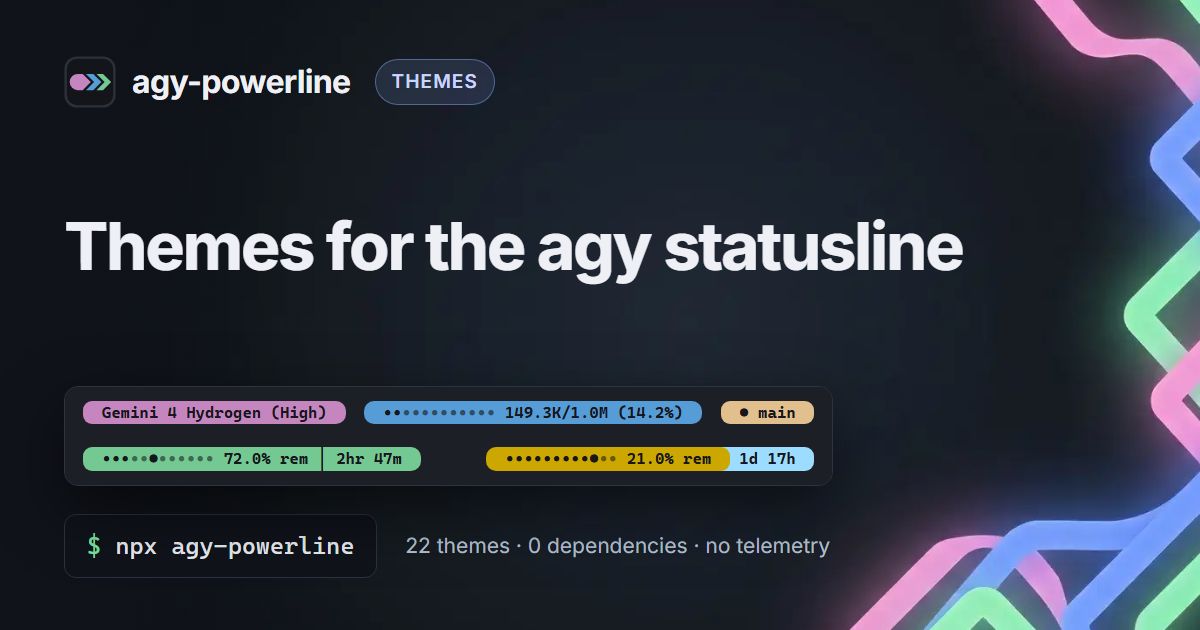 agy-powerline THEMES
Themes for the agy statusline
Gemini 4 Hydrogen (High) 149.3K/1.0M (14.2%) main
72.0% rem 2hr 47m 21.0% rem 1d 17h
$ npx agy-powerline 22 themes · 0 dependencies · no telemetry